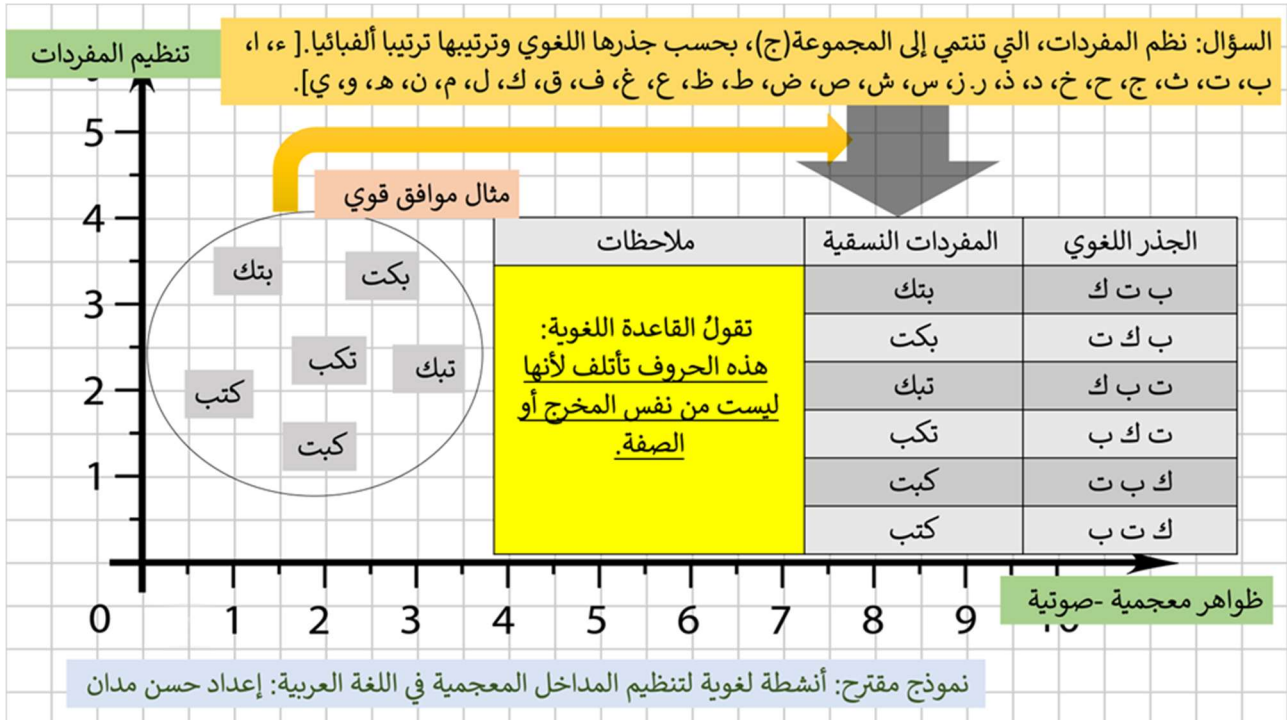 السؤال: نظم المفردات، التي تنتمي إلى المجموعة(ج)، بحسب جذرها اللغوي وترتيبها ترتيبا ألفبائيا.[ ء، ا،
ب، ت، ث، ج، ح، خ، د، ذ، ر.ز، س، ش، ص، ض، ط، ظ، ع، غ، ف، ق، ك، ل، م، ن، هـ، و، ي].
تنظيم المفردات
5
4
3
2
1
مثال موافق قوي
بتك
بكت
تكب
تبك
كتب
كبت
الجذر اللغوي
المفردات النسقية
ملاحظات
ب ت ك
بتك
ب ك ت
بكت
ت ب ك
تبك
ت ك ب
تكب
ك ب ت
كبت
ك ت ب
كتب
تقولُ القاعدة اللغوية:
هذه الحروف تأتلف لأنها
ليست من نفس المخرج أو
الصفة.
0 1 2 3 4 5 6 7 8 9
ظواهر معجمية -صوتية
نموذج مقترح: أنشطة لغوية لتنظيم المداخل المعجمية في اللغة العربية: إعداد حسن مدان